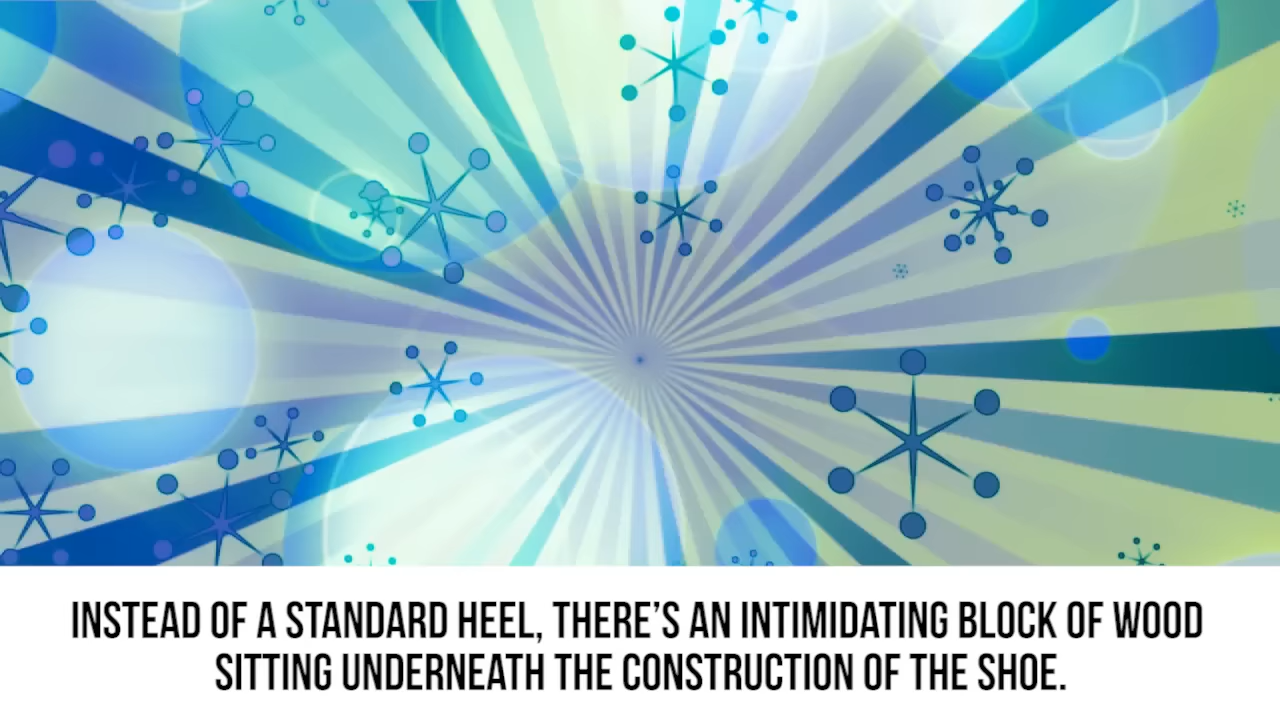 INSTEAD OF A STANDARD HEEL, THERE’S AN INTIMIDATING BLOCK OF WOOD
SITTING UNDERNEATH THE CONSTRUCTION OF THE SHOE.